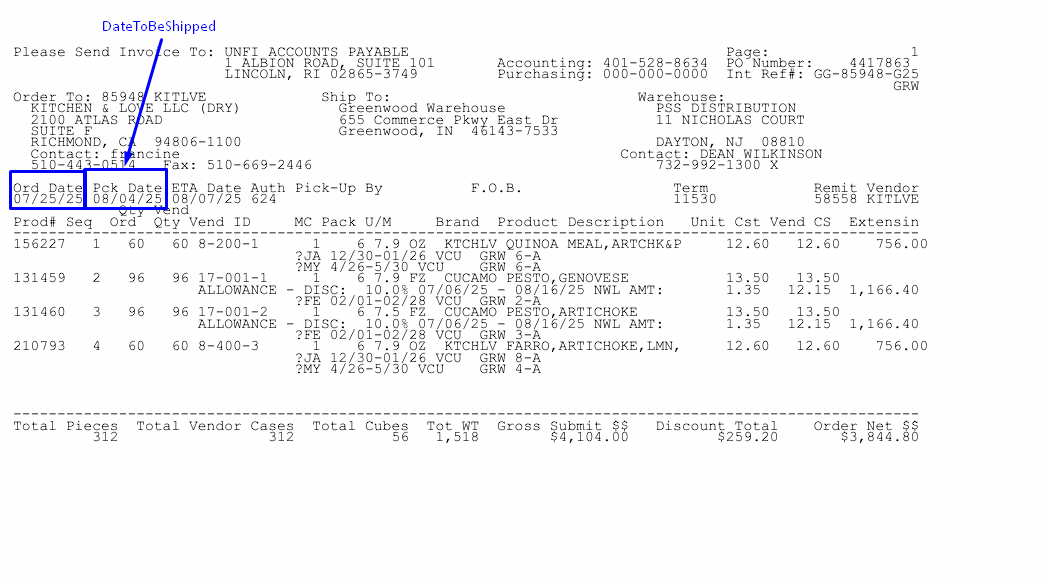 DateToBeShipped
Please Send Invoice To: UNFI ACCOUNTS PAYABLE Page: 1
1 ALBION ROAD, SUITE 101 Accounting: 401-528-8634 PO Number: 4417863
LINCOLN, RI 02865-3749 Purchasing: 000-000-0000 Int Ref#: GG-85948-G25
GRW
Order To: 85948 KITLVE Ship To: Warehouse:
KITCHEN & LOVE LLC (DRY) Greenwood Warehouse PSS DISTRIBUTION
2100 ATLAS ROAD 655 Commerce Pkwy East Dr 11 NICHOLAS COURT
SUITE F Greenwood, IN 46143-7533
RICHMOND, CA 94806-1100 DAYTON, NJ 08810
Contact: francine Contact: DEAN WILKINSON
510-443-0514 Fax: 510-669-2446 732-992-1300 X
Ord Date Pck Date ETA Date Auth Pick-Up By F.O.B. Term Remit Vendor
07/25/25 08/04/25 08/07/25 624 11530 58558 KITLVE
Qty Vend
Prod# Seq Ord Qty Vend ID MC Pack U/M Brand Product Description Unit Cst Vend CS Extensin
156227 1 60 60 8-200-1 1 6 7.9 OZ KTCHLV QUINOA MEAL,ARTCHK&P 12.60 12.60 756.00
?JA 12/30-01/26 VCU GRW 6-A
?MY 4/26-5/30 VCU GRW 6-A
131459 2 96 96 17-001-1 1 6 7.9 FZ CUCAMO PESTO,GENOVESE 13.50 13.50
ALLOWANCE - DISC: 10.0% 07/06/25 - 08/16/25 NWL AMT: 1.35 12.15 1,166.40
?FE 02/01-02/28 VCU GRW 2-A
131460 3 96 96 17-001-2 1 6 7.5 FZ CUCAMO PESTO,ARTICHOKE 13.50 13.50
ALLOWANCE - DISC: 10.0% 07/06/25 - 08/16/25 NWL AMT: 1.35 12.15 1,166.40
?FE 02/01-02/28 VCU GRW 3-A
210793 4 60 60 8-400-3 1 6 7.9 OZ KTCHLV FARRO,ARTICHOKE,LMN, 12.60 12.60 756.00
?JA 12/30-01/26 VCU GRW 8-A
?MY 4/26-5/30 VCU GRW 4-A
Total Pieces Total Vendor Cases Total Cubes Tot WT Gross Submit $$ Discount Total Order Net $$
312 312 56 1,518 $4,104.00 $259.20 $3,844.80